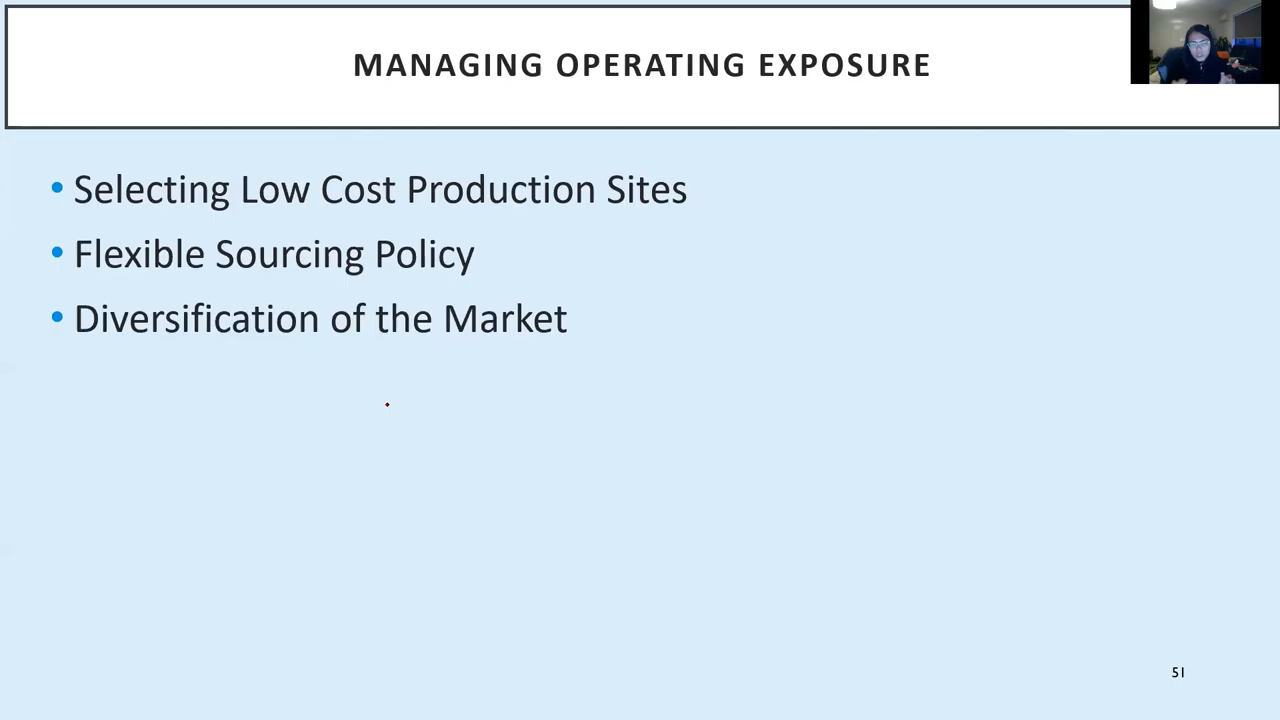 MANAGING OPERATING EXPOSURE
• Selecting Low Cost Production Sites
• Flexible Sourcing Policy
• Diversification of the Market
51